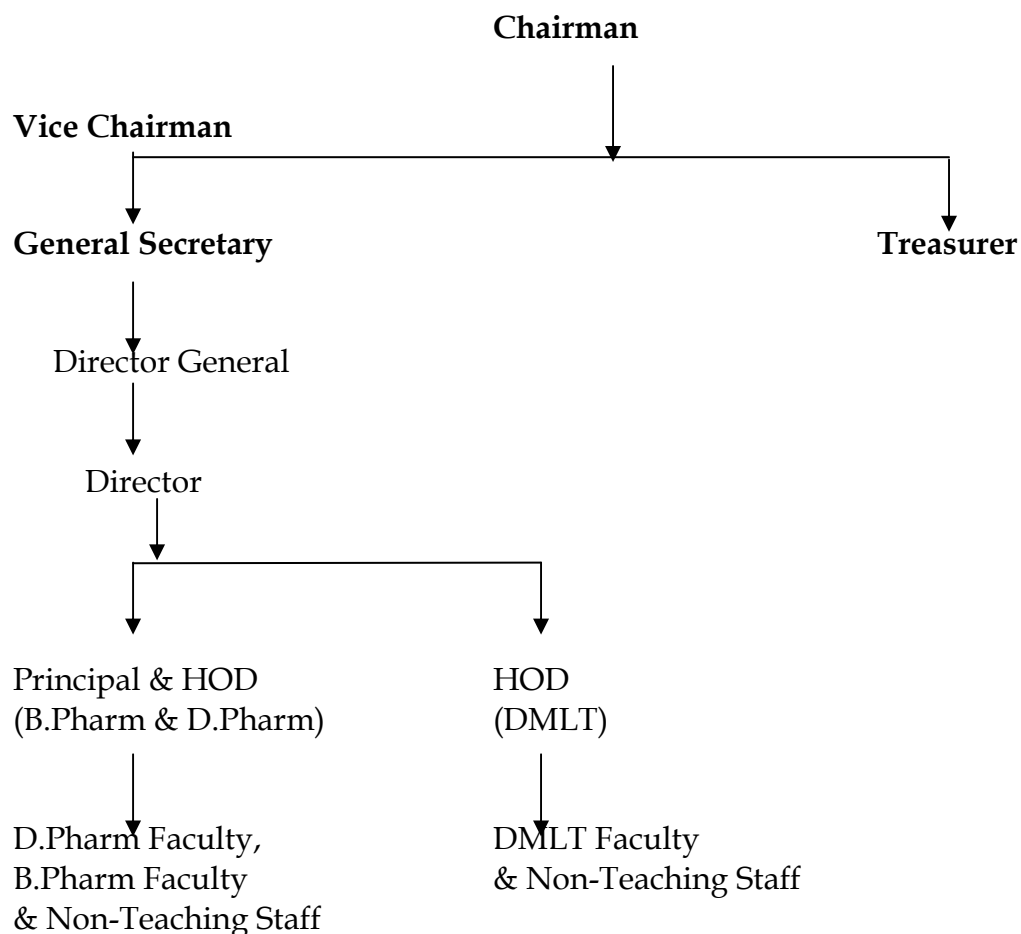 Chairman
Vice Chairman
General Secretary
Treasurer
Director General
Director
Principal & HOD
(B.Pharm & D.Pharm)
HOD
(DMLT)
D.Pharm Faculty,
B.Pharm Faculty
& Non-Teaching Staff
DMLT Faculty
& Non-Teaching Staff